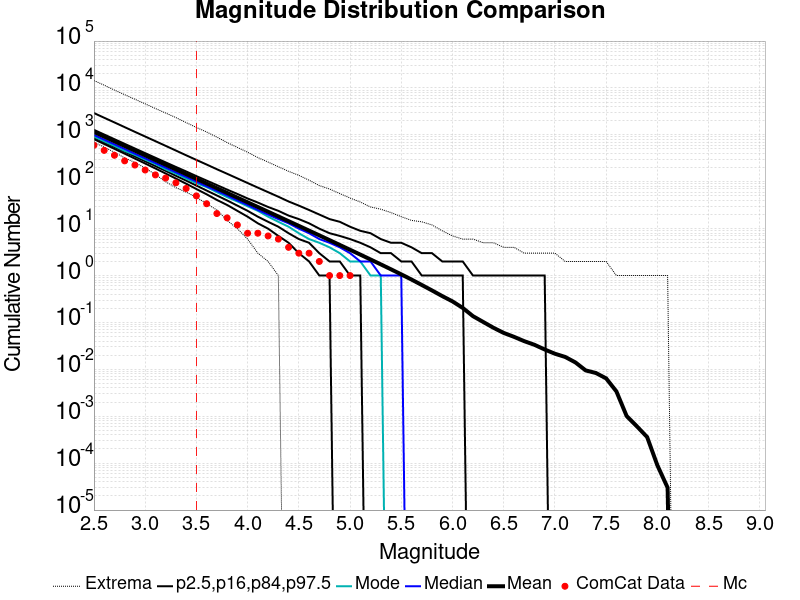 Magnitude Distribution Comparison
10^5
10^4
10^3
10^2
10^1
10^0
10^-1
10^-2
10^-3
10^-4
10^-5
Cumulative Number
2.5 3.0 3.5 4.0 4.5 5.0 5.5 6.0 6.5 7.0 7.5 8.0 8.5 9.0
Magnitude
Extrema p2.5,p16,p84,p97.5 Mode Median Mean ComCat Data Mc